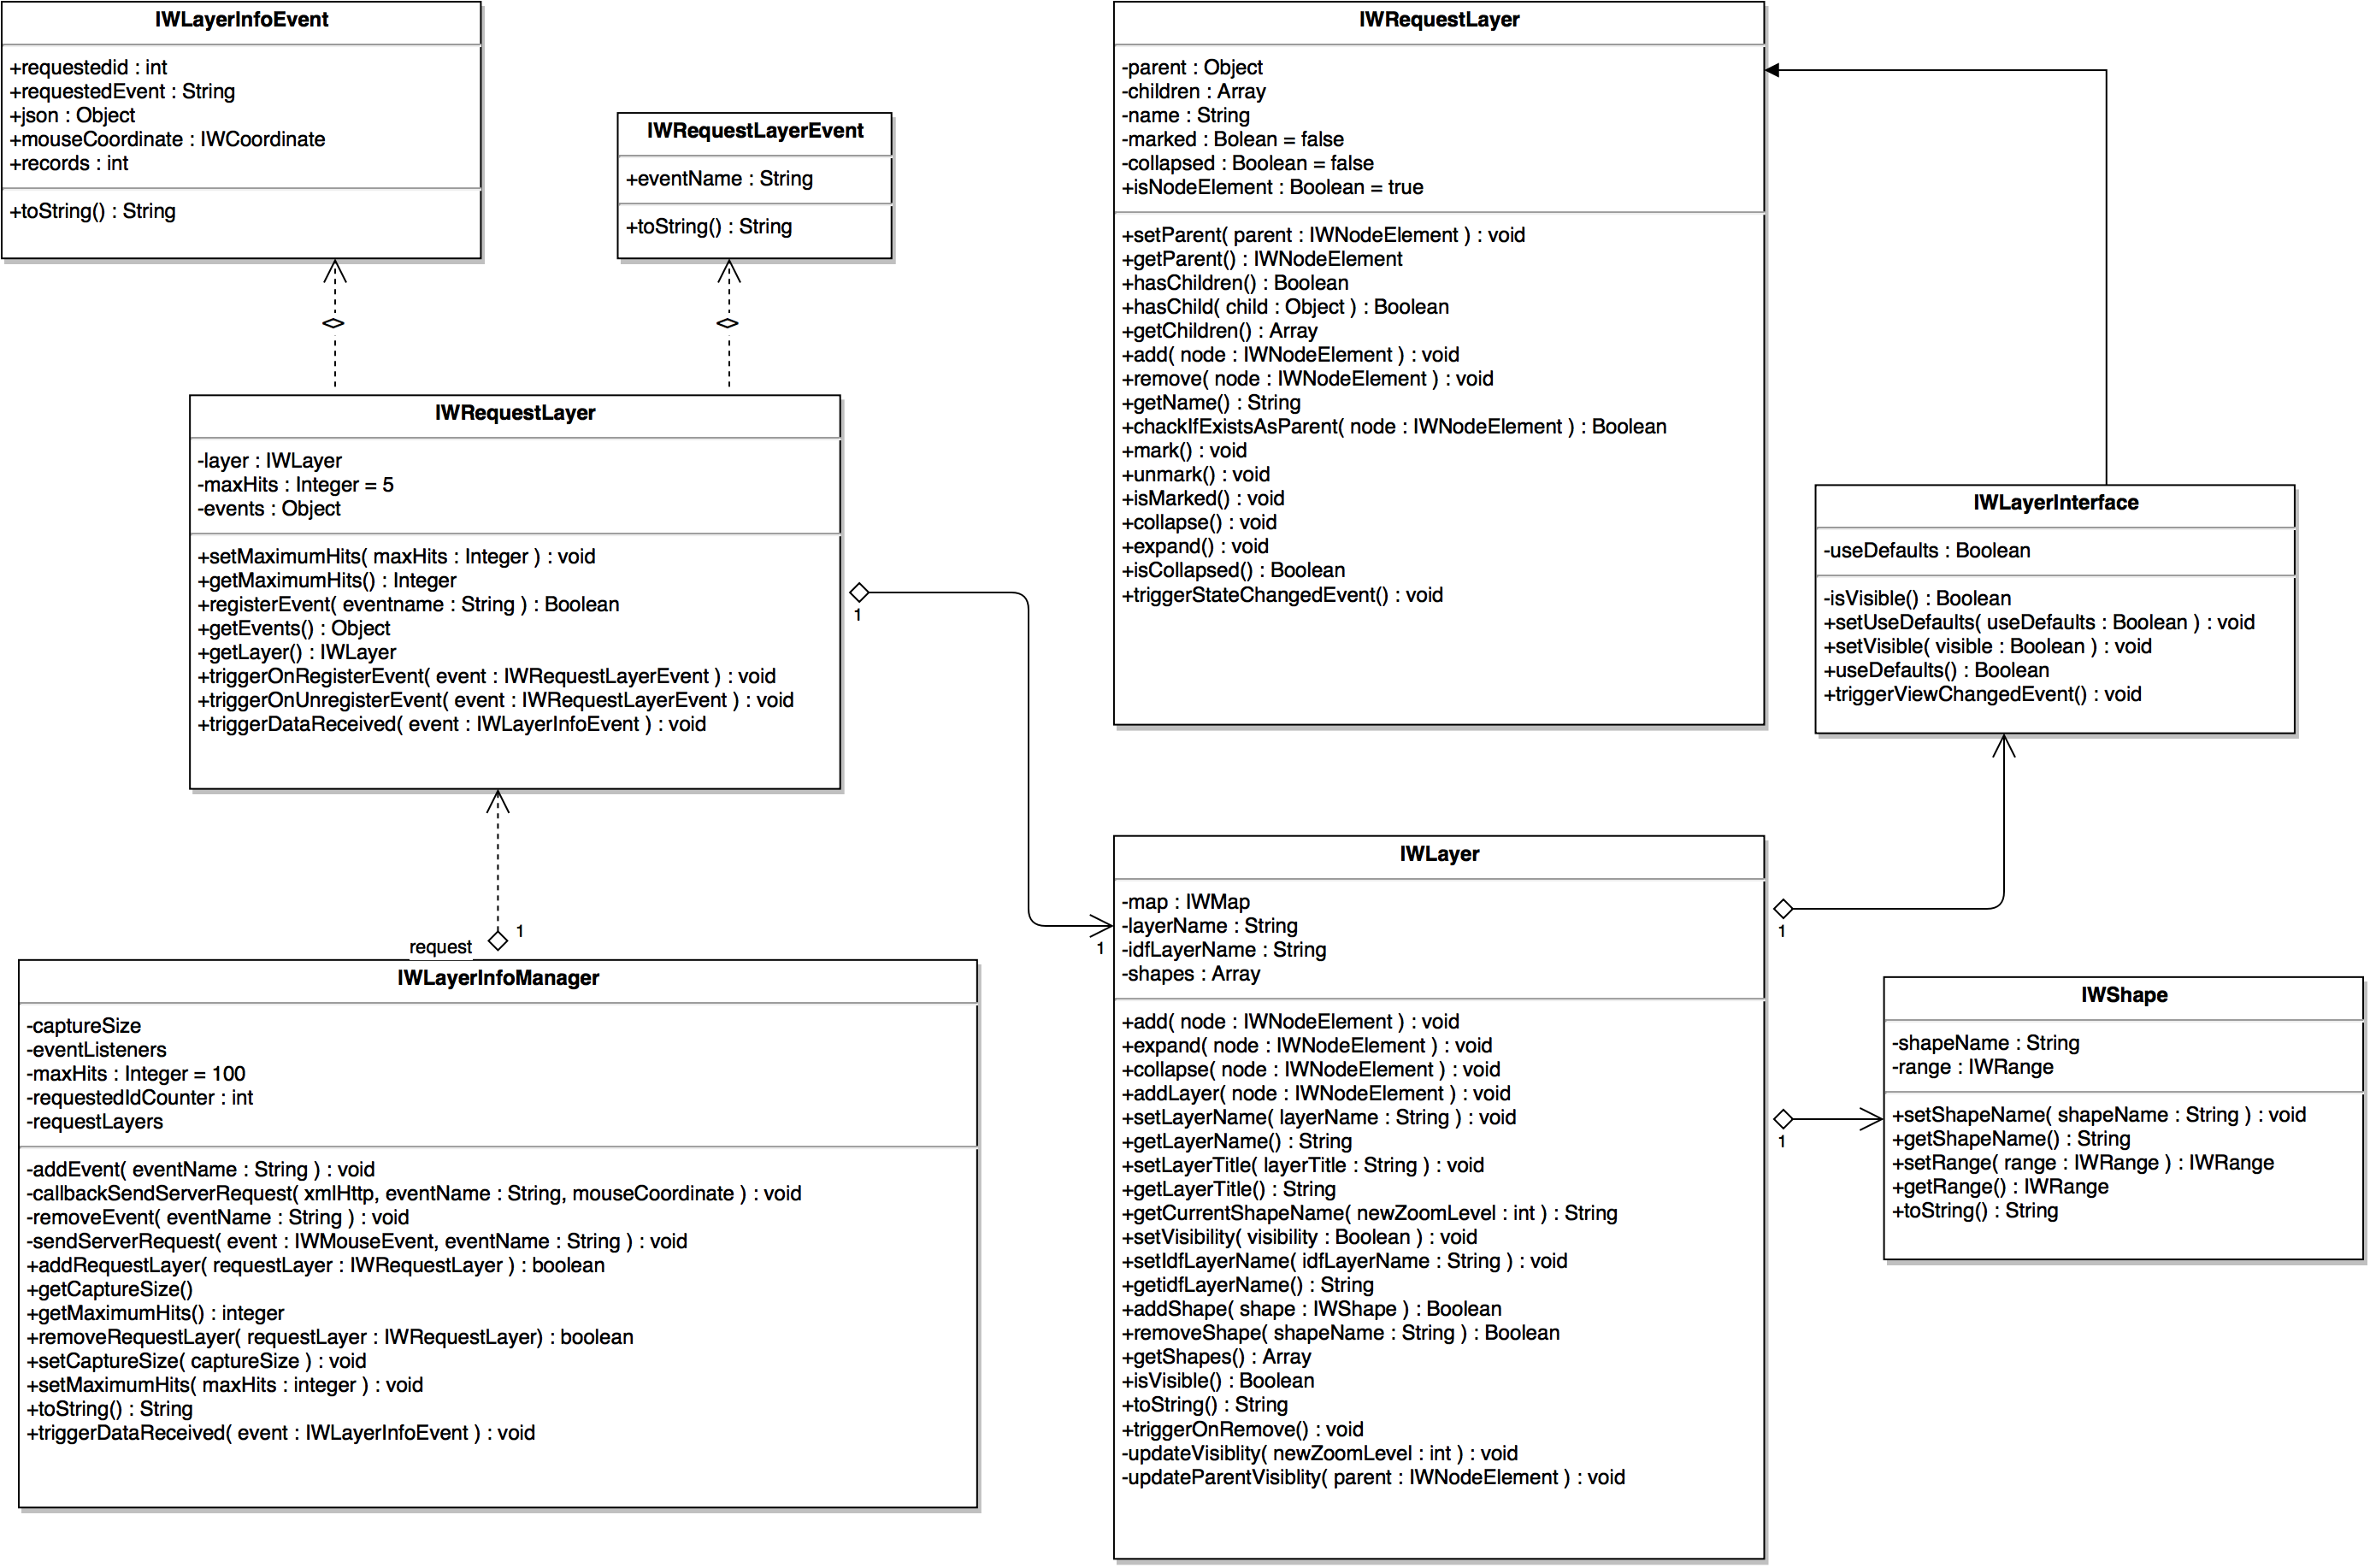 IWLayerInfoEvent
+requestedid : int
+requestedEvent : String
+json : Object
+mouseCoordinate : IWCoordinate
+records : int
+toString() : String
IWRequestLayerEvent
+eventName : String
+toString() : String
IWRequestLayer
-parent : Object
-children : Array
-name : String
-marked : Bolean = false
-collapsed : Boolean = false
+isNodeElement : Boolean = true
+setParent( parent : IWNodeElement ) : void
+getParent() : IWNodeElement
+hasChildren() : Boolean
+hasChild( child : Object ) : Boolean
+getChildren() : Array
+add( node : IWNodeElement ) : void
+remove( node : IWNodeElement ) : void
+getName() : String
+chackIfExistsAsParent( node : IWNodeElement ) : Boolean
+mark() : void
+unmark() : void
+isMarked() : void
+collapse() : void
+expand() : void
+isCollapsed() : Boolean
+triggerStateChangedEvent() : void
IWRequestLayer
-layer : IWLayer
-maxHits : Integer = 5
-events : Object
+setMaximumHits( maxHits : Integer ) : void
+getMaximumHits() : Integer
+registerEvent( eventname : String ) : Boolean
+getEvents() : Object
+getLayer() : IWLayer
+triggerOnRegisterEvent( event : IWRequestLayerEvent ) : void
+triggerOnUnregisterEvent( event : IWRequestLayerEvent ) : void
+triggerDataReceived( event : IWLayerInfoEvent ) : void
1
1
IWLayerInterface
-useDefaults : Boolean
-isVisible() : Boolean
+setUseDefaults( useDefaults : Boolean ) : void
+setVisible( visible : Boolean ) : void
+useDefaults() : Boolean
+triggerViewChangedEvent() : void
request
1
IWLayerInfoManager
-captureSize
-eventListeners
-maxHits : Integer = 100
-requestedIdCounter : int
-requestLayers
-addEvent( eventName : String ) : void
-callbackSendServerRequest( xmlHttp, eventName : String, mouseCoordinate ) : void
-removeEvent( eventName : String ) : void
-sendServerRequest( event : IWMouseEvent, eventName : String ) : void
+addRequestLayer( requestLayer : IWRequestLayer ) : boolean
+getCaptureSize()
+getMaximumHits() : integer
+removeRequestLayer( requestLayer : IWRequestLayer) : boolean
+setCaptureSize( captureSize ) : void
+setMaximumHits( maxHits : integer ) : void
+toString() : String
+triggerDataReceived( event : IWLayerInfoEvent ) : void
IWLayer
-map : IWMap
-layerName : String
-idfLayerName : String
-shapes : Array
+add( node : IWNodeElement ) : void
+expand( node : IWNodeElement ) : void
+collapse( node : IWNodeElement ) : void
+addLayer( node : IWNodeElement ) : void
+setLayerName( layerName : String ) : void
+getLayerName() : String
+setLayerTitle( layerTitle : String ) : void
+getLayerTitle() : String
+getCurrentShapeName( newZoomLevel : int ) : String
+setVisibility( visibility : Boolean ) : void
+setIdfLayerName( idfLayerName : String ) : void
+getidfLayerName() : String
+addShape( shape : IWShape ) : Boolean
+removeShape( shapeName : String ) : Boolean
+getShapes() : Array
+isVisible() : Boolean
+toString() : String
+triggerOnRemove() : void
-updateVisiblity( newZoomLevel : int ) : void
-updateParentVisiblity( parent : IWNodeElement ) : void
1
1
IWShape
-shapeName : String
-range : IWRange
+setShapeName( shapeName : String ) : void
+getShapeName() : String
+setRange( range : IWRange ) : IWRange
+getRange() : IWRange
+toString() : String